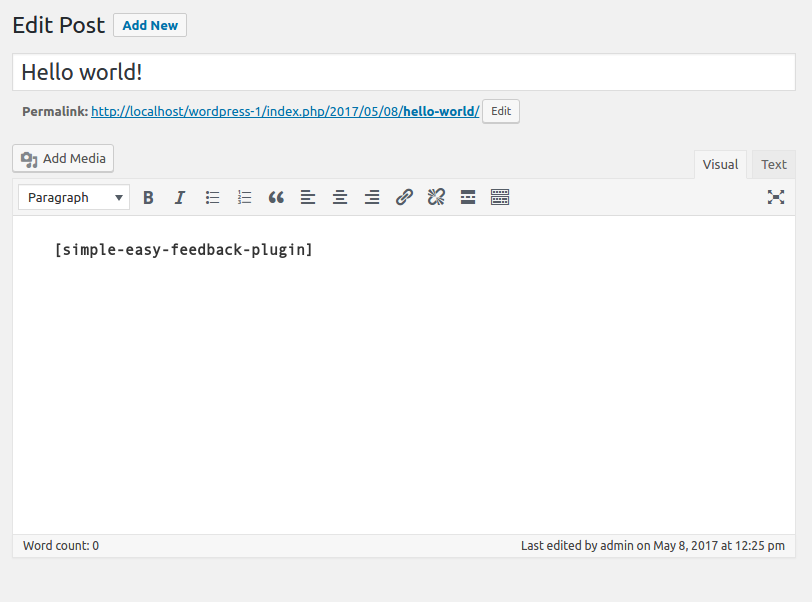 Edit Post Add New
Hello world!
Permalink: http://localhost/wordpress-1/index.php/2017/05/08/hello-world/ Edit
Add Media
Visual Text
Paragraph B I
[simple-easy-feedback-plugin]
Word count: 0 Last edited by admin on May 8, 2017 at 12:25 pm